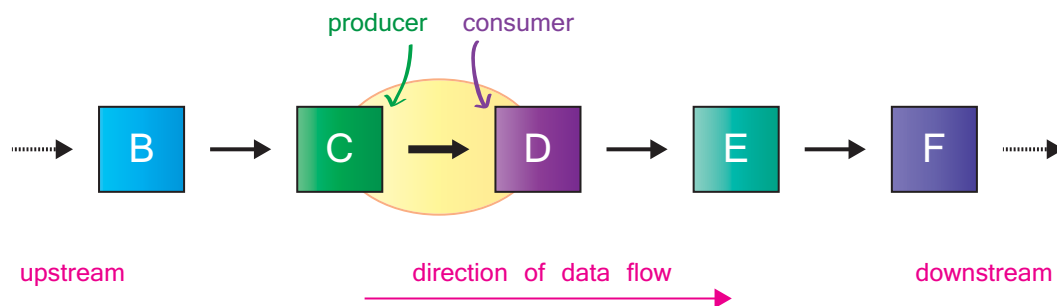 producer consumer
B C D E F
upstream direction of data flow downstream